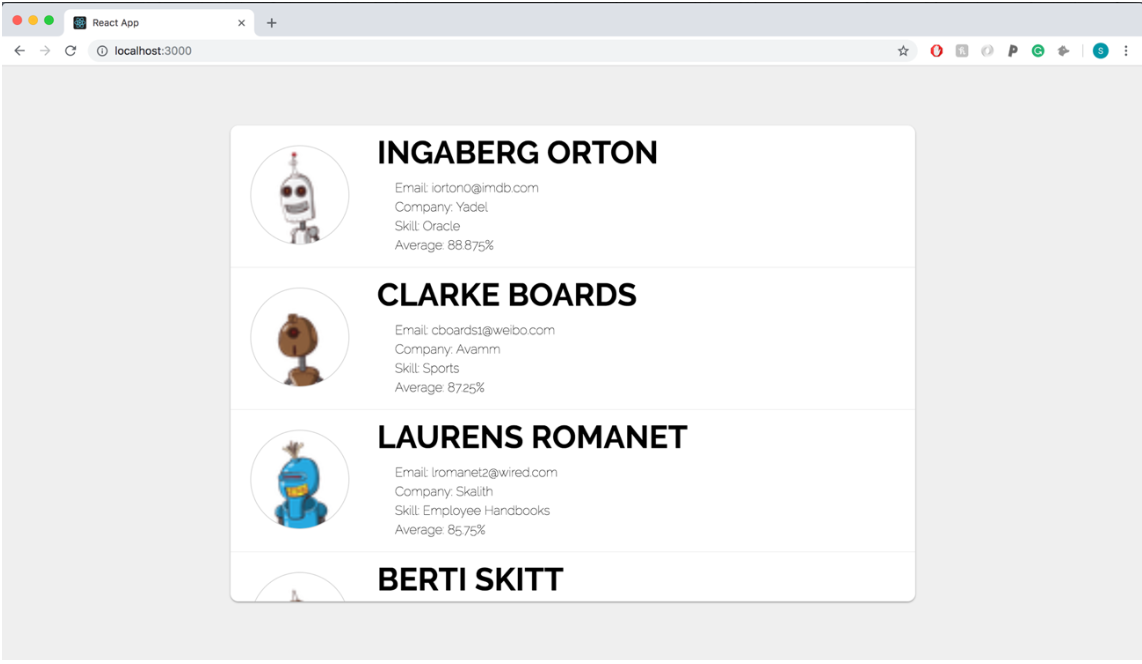 React App
localhost:3000
INGABERG ORTON
Email: iorton0@imdb.com
Company: Yadel
Skill: Oracle
Average: 88.875%
CLARKE BOARDS
Email: cboards1@weibo.com
Company: Avamm
Skill: Sports
Average: 87.25%
LAURENS ROMANET
Email: lromanet2@wired.com
Company: Skalith
Skill: Employee Handbooks
Average: 85.75%
BERTI SKITT